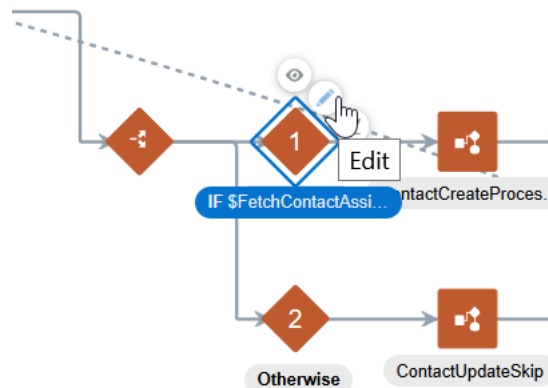 1
Edit
IF $FetchContactAssi...
ntactCreateProces...
2
Otherwise
ContactUpdateSkip